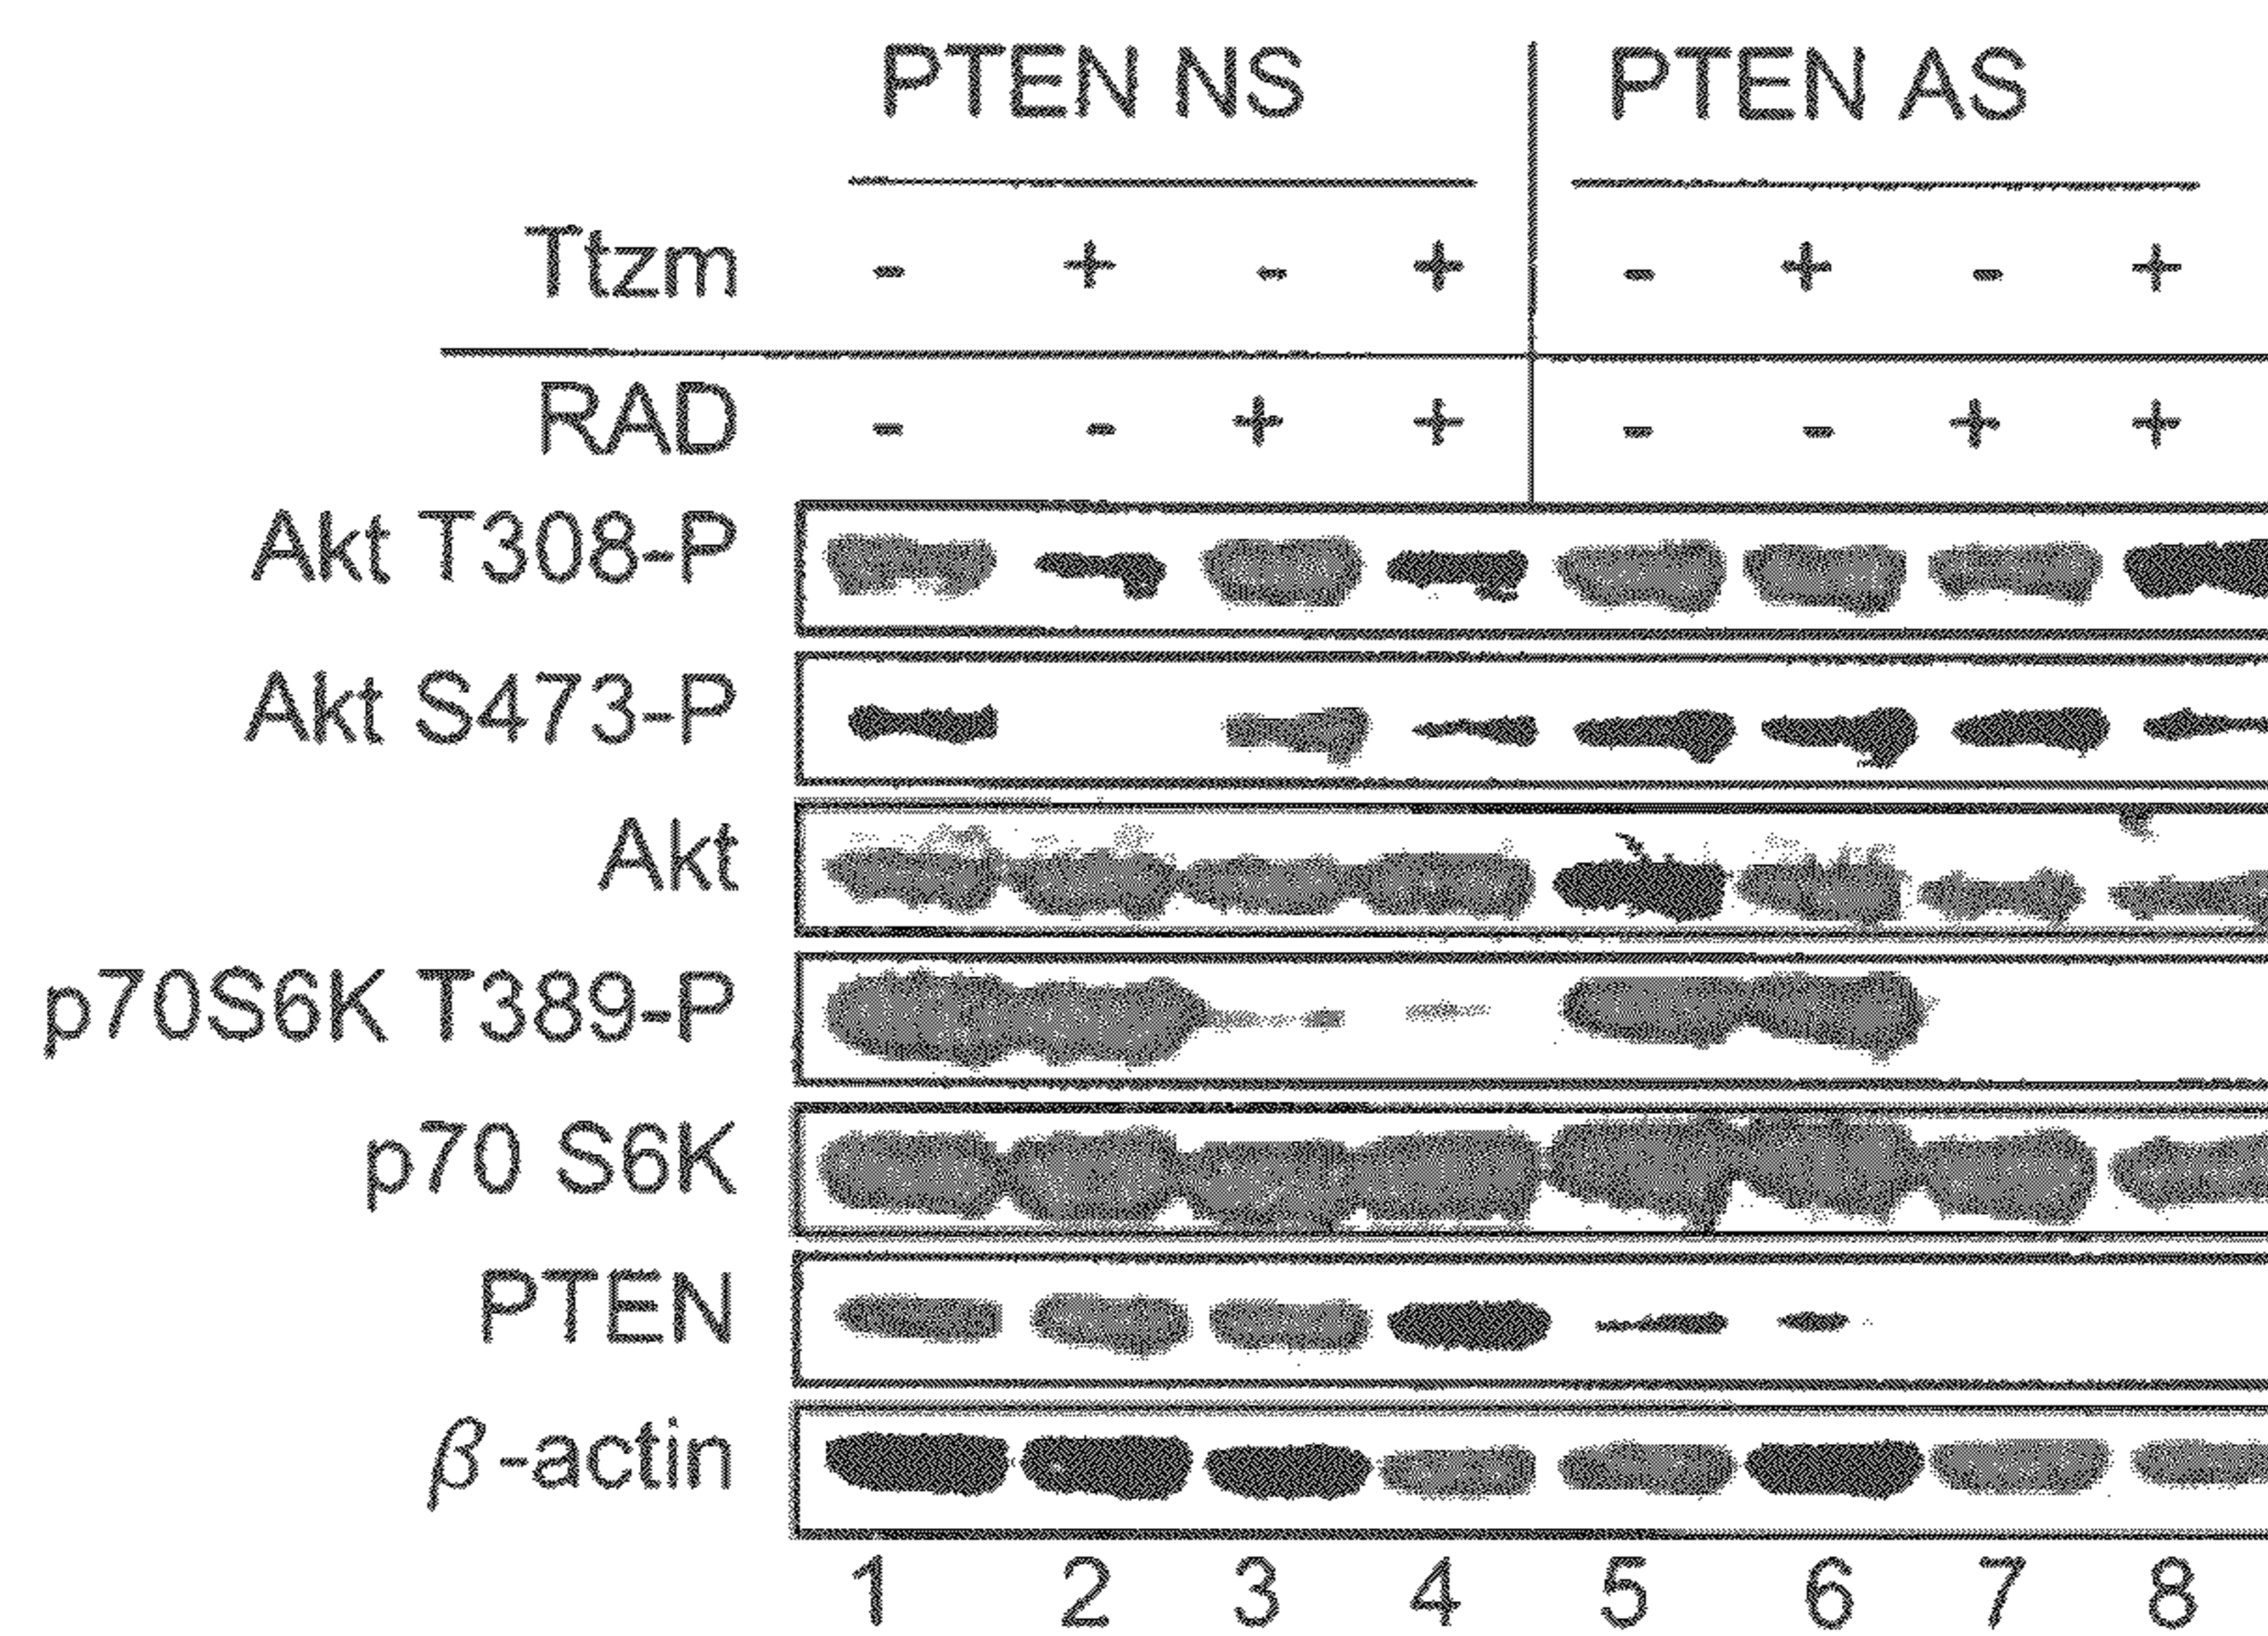 PTEN NS PTEN AS
Ttzm - + - + - + - +
RAD - - + + - - + +
Akt T308-P
Akt S473-P
Akt
p70S6K T389-P
p70 S6K
PTEN
β-actin
1 2 3 4 5 6 7 8